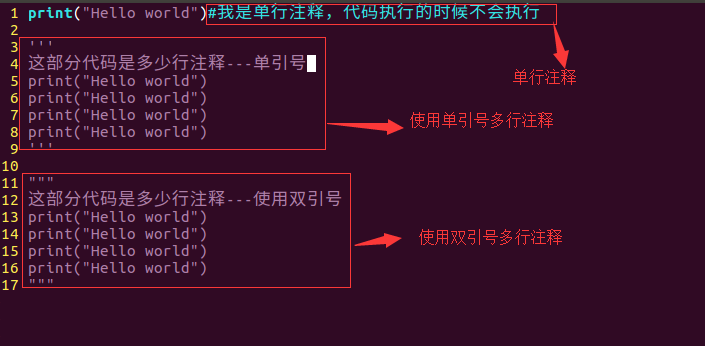 1 print("Hello world")#我是单行注释，代码执行的时候不会执行
2
3 '''
单行注释
4 这部分代码是多少行注释---单引号
5 print("Hello world")
6 print("Hello world")
7 print("Hello world")
使用单引号多行注释
8 print("Hello world")
9 '''
10
11 """
12 这部分代码是多少行注释---使用双引号
13 print("Hello world")
14 print("Hello world")
使用双引号多行注释
15 print("Hello world")
16 print("Hello world")
17 """